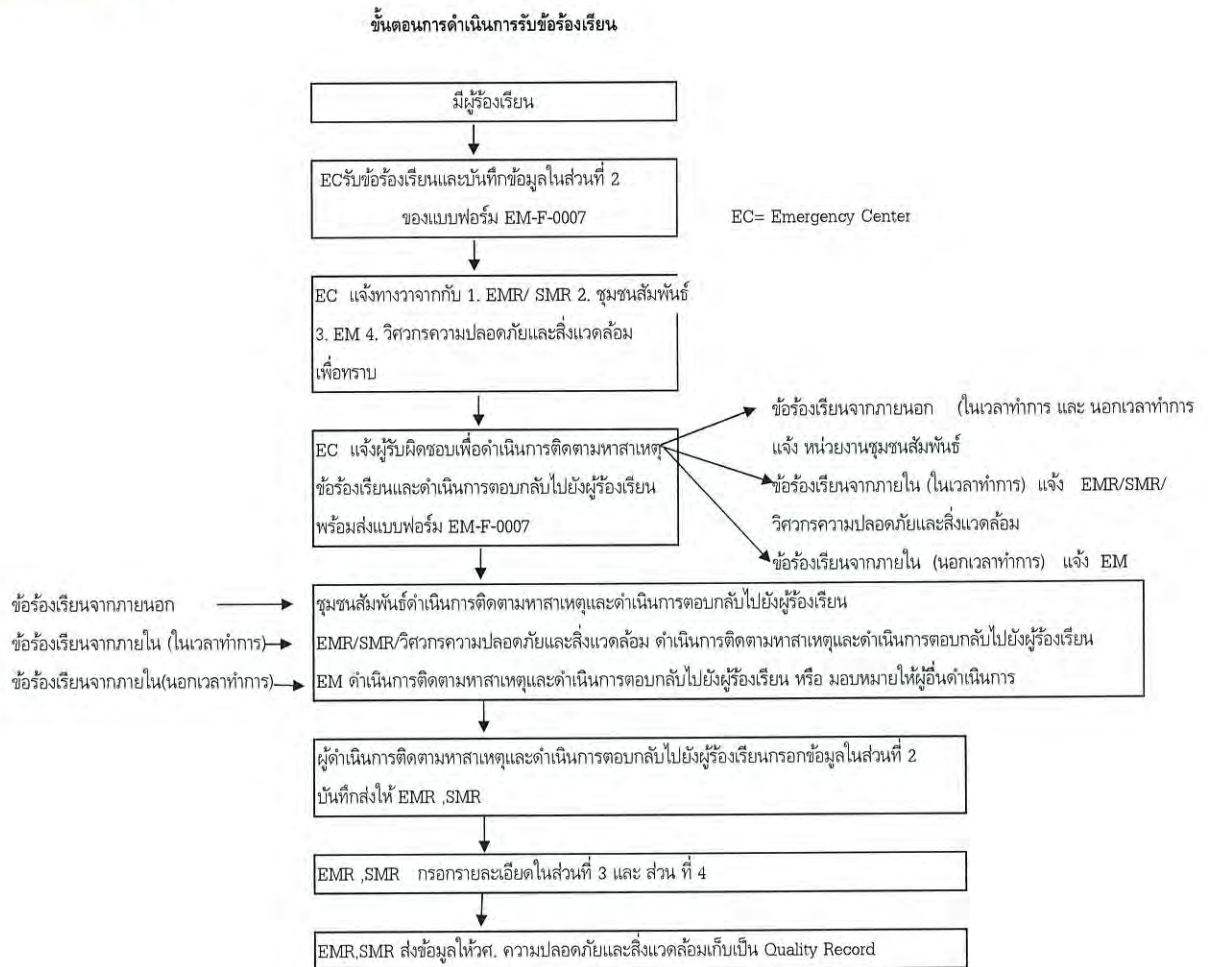 ขั้นตอนการดำเนินการรับข้อร้องเรียน
มีผู้ร้องเรียน
ECรับข้อร้องเรียนและบันทึกข้อมูลในส่วนที่ 2
ของแบบฟอร์ม EM-F-0007
EC= Emergency Center
EC แจ้งทางวาจากับ 1. EMR/ SMR 2. ชุมชนสัมพันธ์
3. EM 4. วิศวกรความปลอดภัยและสิ่งแวดล้อม
เพื่อทราบ
EC แจ้งผู้รับผิดชอบเพื่อดำเนินการติดตามหาสาเหตุ
ข้อร้องเรียนและดำเนินการตอบกลับไปยังผู้ร้องเรียน
พร้อมส่งแบบฟอร์ม EM-F-0007
ข้อร้องเรียนจากภายนอก (ในเวลาทำการ และ นอกเวลาทำการ
แจ้ง หน่วยงานชุมชนสัมพันธ์
ข้อร้องเรียนจากภายใน (ในเวลาทำการ) แจ้ง EMR/SMR/
วิศวกรความปลอดภัยและสิ่งแวดล้อม
ข้อร้องเรียนจากภายใน (นอกเวลาทำการ) แจ้ง EM
ข้อร้องเรียนจากภายนอก
ข้อร้องเรียนจากภายใน (ในเวลาทำการ)
ข้อร้องเรียนจากภายใน(นอกเวลาทำการ)
ชุมชนสัมพันธ์ดำเนินการติดตามหาสาเหตุและดำเนินการตอบกลับไปยังผู้ร้องเรียน
EMR/SMR/วิศวกรความปลอดภัยและสิ่งแวดล้อม ดำเนินการติดตามหาสาเหตุและดำเนินการตอบกลับไปยังผู้ร้องเรียน
EM ดำเนินการติดตามหาสาเหตุและดำเนินการตอบกลับไปยังผู้ร้องเรียน หรือ มอบหมายให้ผู้อื่นดำเนินการ
ผู้ดำเนินการติดตามหาสาเหตุและดำเนินการตอบกลับไปยังผู้ร้องเรียนกรอกข้อมูลในส่วนที่ 2
บันทึกส่งให้ EMR ,SMR
EMR ,SMR กรอกรายละเอียดในส่วนที่ 3 และ ส่วน ที่ 4
EMR,SMR ส่งข้อมูลให้วศ. ความปลอดภัยและสิ่งแวดล้อมเก็บเป็น Quality Record